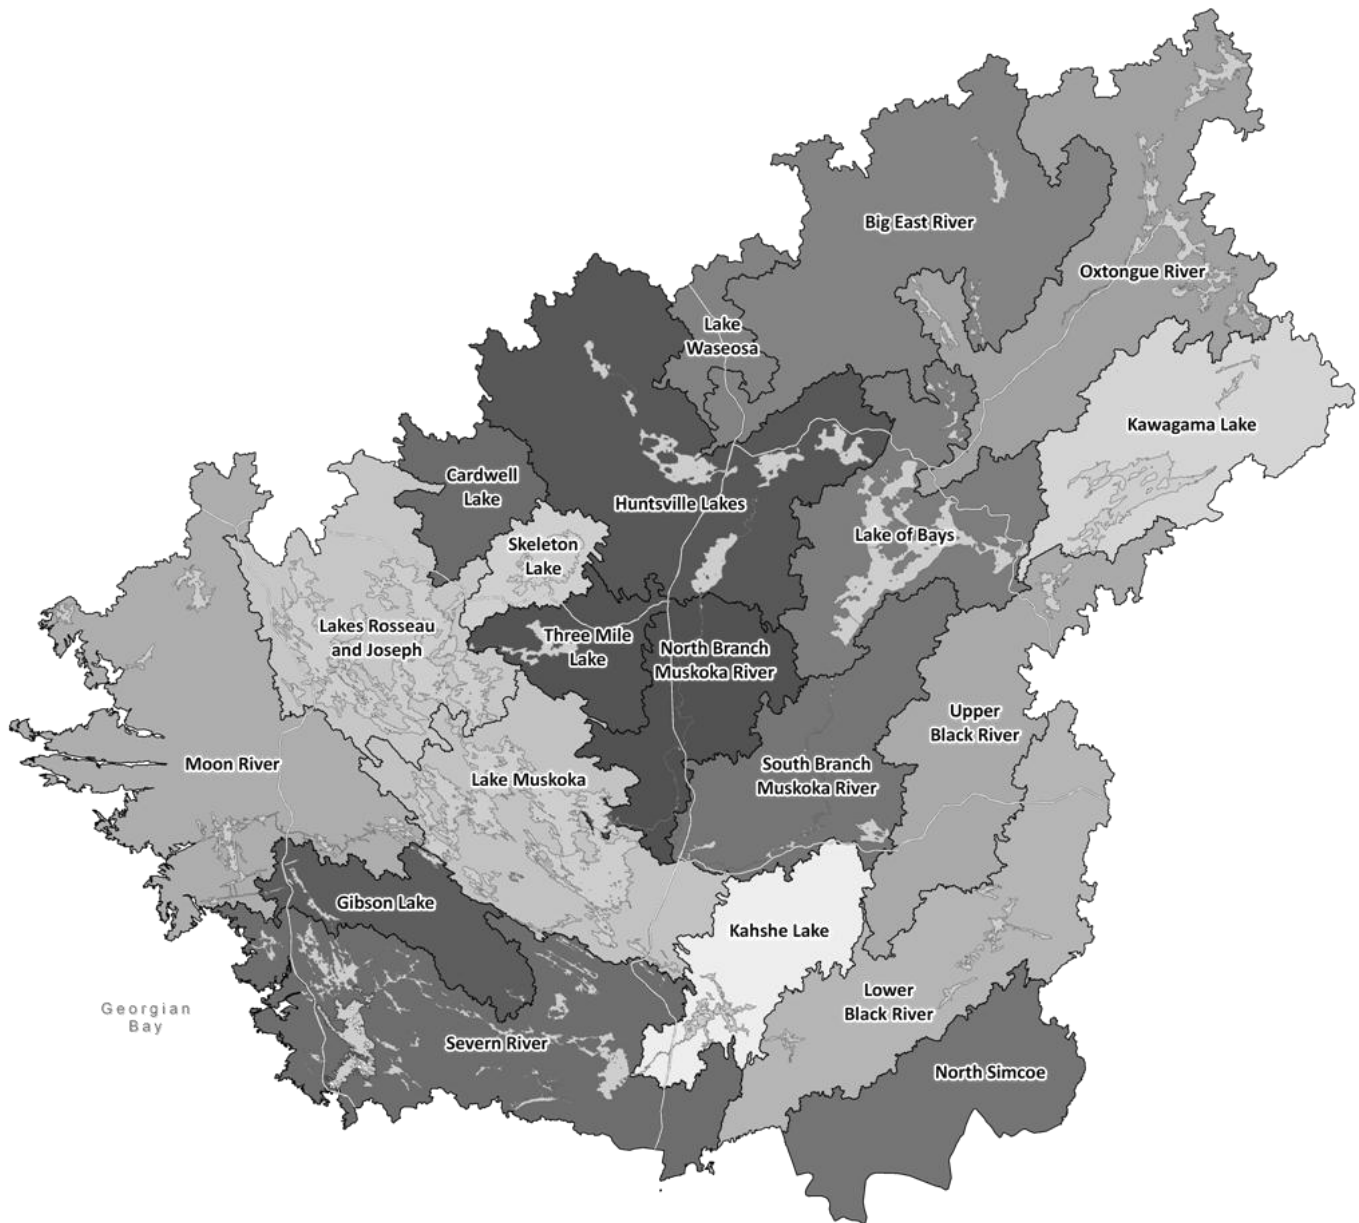 Big East River
Oxtongue River
Lake
Waseosa
Kawagama Lake
Cardwell
Lake
Huntsville Lakes
Skeleton
Lake
Lake of Bays
Lakes Rosseau
and Joseph
Three Mile
Lake
North Branch
Muskoka River
Upper
Black River
Moon River
Lake Muskoka
South Branch
Muskoka River
Gibson Lake
Kahshe Lake
Lower
Black River
Georgian
Bay
Severn River
North Simcoe